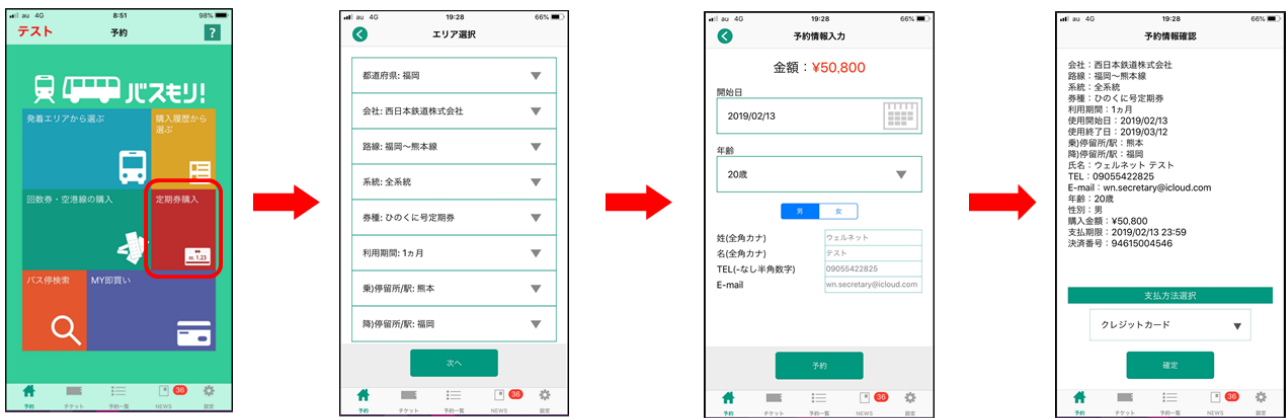 au 4G 8:51 98%
テスト 予約 ?
バスもり!
発着エリアから選ぶ
購入履歴から
選ぶ
回数券・空港線の購入
定期券購入
バス停検索
MY即買い
36
予約 チケット 予約一覧 NEWS 設定
au 4G 19:28 66%
エリア選択
都道府県: 福岡
会社: 西日本鉄道株式会社
路線: 福岡〜熊本線
系統: 全系統
券種: ひのくに号定期券
利用期間: 1ヵ月
乗)停留所/駅: 熊本
降)停留所/駅: 福岡
次へ
36
予約 チケット 予約一覧 NEWS 設定
au 4G 19:28 66%
予約情報入力
金額:¥50,800
開始日
2019/02/13
年齢
20歳
男 女
姓(全角カナ) ウェルネット
名(全角カナ) テスト
TEL(-なし半角数字) 09055422825
E-mail wn.secretary@icloud.com
予約
36
予約 チケット 予約一覧 NEWS 設定
au 4G 19:28 66%
予約情報確認
会社:西日本鉄道株式会社
路線:福岡〜熊本線
系統:全系統
券種:ひのくに号定期券
利用期間:1ヵ月
使用開始日:2019/02/13
使用終了日:2019/03/12
乗)停留所/駅:熊本
降)停留所/駅:福岡
氏名:ウェルネット テスト
TEL:09055422825
E-mail:wn.secretary@icloud.com
年齢:20歳
性別:男
購入金額:¥50,800
支払期限:2019/02/13 23:59
決済番号:94615004546
支払方法選択
クレジットカード
確定
36
予約 チケット 予約一覧 NEWS 設定